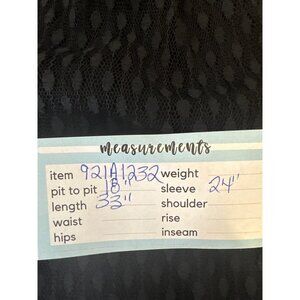 measurements
item 921A1232 weight
pit to pit 18" sleeve 24"
length 33" shoulder
waist rise
hips inseam